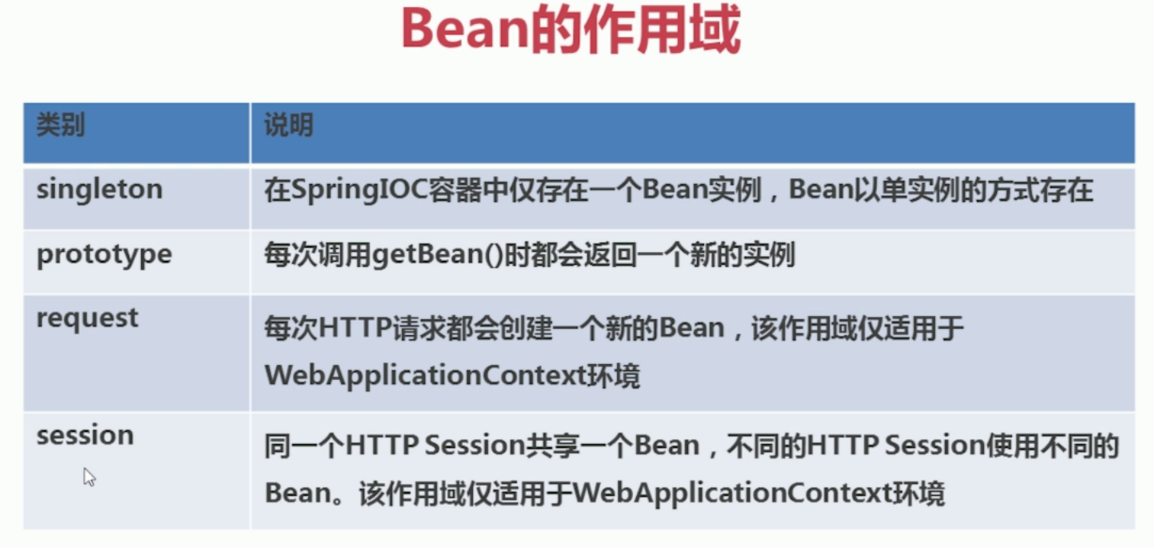 Bean的作用域
类别
说明
singleton
在SpringIOC容器中仅存在一个Bean实例，Bean以单实例的方式存在
prototype
每次调用getBean()时都会返回一个新的实例
request
每次HTTP请求都会创建一个新的Bean，该作用域仅适用于
WebApplicationContext环境
session
同一个HTTP Session共享一个Bean，不同的HTTP Session使用不同的
Bean。该作用域仅适用于WebApplicationContext环境